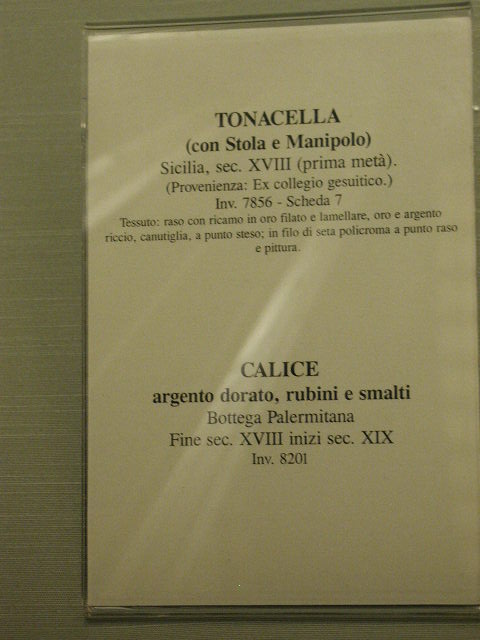 TONACELLA
(con Stola e Manipolo)
Sicilia, sec. XVIII (prima metà).
(Provenienza: Ex collegio gesuitico.)
Inv. 7856 - Scheda 7
Tessuto: raso con ricamo in oro filato e lamellare, oro e argento
riccio, canutiglia, a punto steso; in filo di seta policroma a punto raso
e pittura.
CALICE
argento dorato, rubini e smalti
Bottega Palermitana
Fine sec. XVIII inizi sec. XIX
Inv. 8201